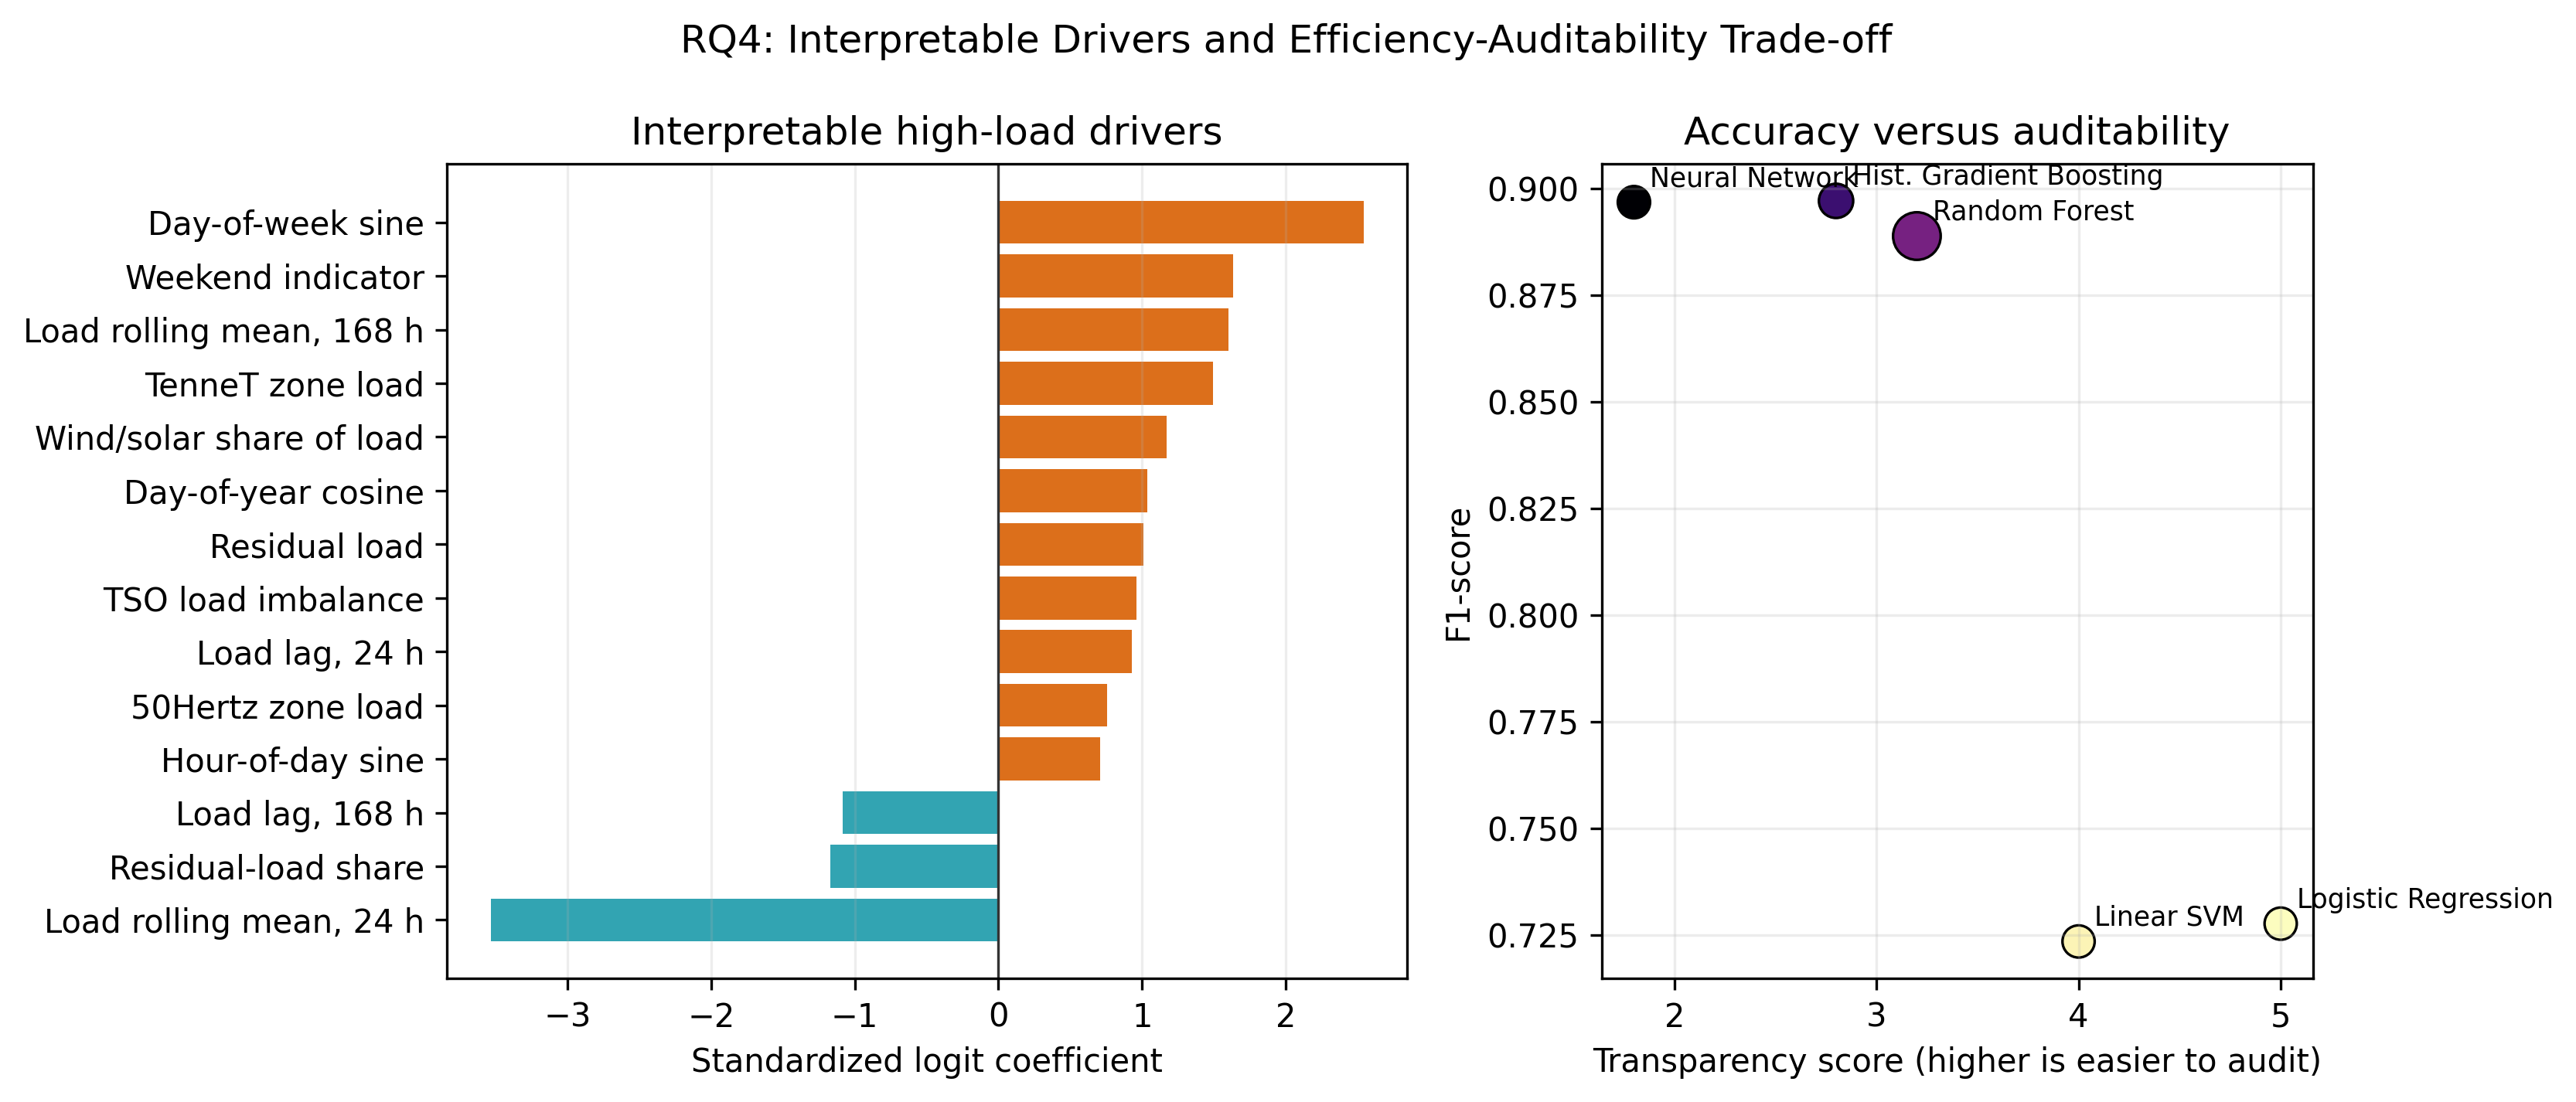 RQ4: Interpretable Drivers and Efficiency-Auditability Trade-off
Interpretable high-load drivers
Day-of-week sine
Weekend indicator
Load rolling mean, 168 h
TenneT zone load
Wind/solar share of load
Day-of-year cosine
Residual load
TSO load imbalance
Load lag, 24 h
50Hertz zone load
Hour-of-day sine
Load lag, 168 h
Residual-load share
Load rolling mean, 24 h
−3 −2 −1 0 1 2
Standardized logit coefficient
Accuracy versus auditability
F1-score
0.900
0.875
0.850
0.825
0.800
0.775
0.750
0.725
Neural Network
Hist. Gradient Boosting
Random Forest
Logistic Regression
Linear SVM
2 3 4 5
Transparency score (higher is easier to audit)